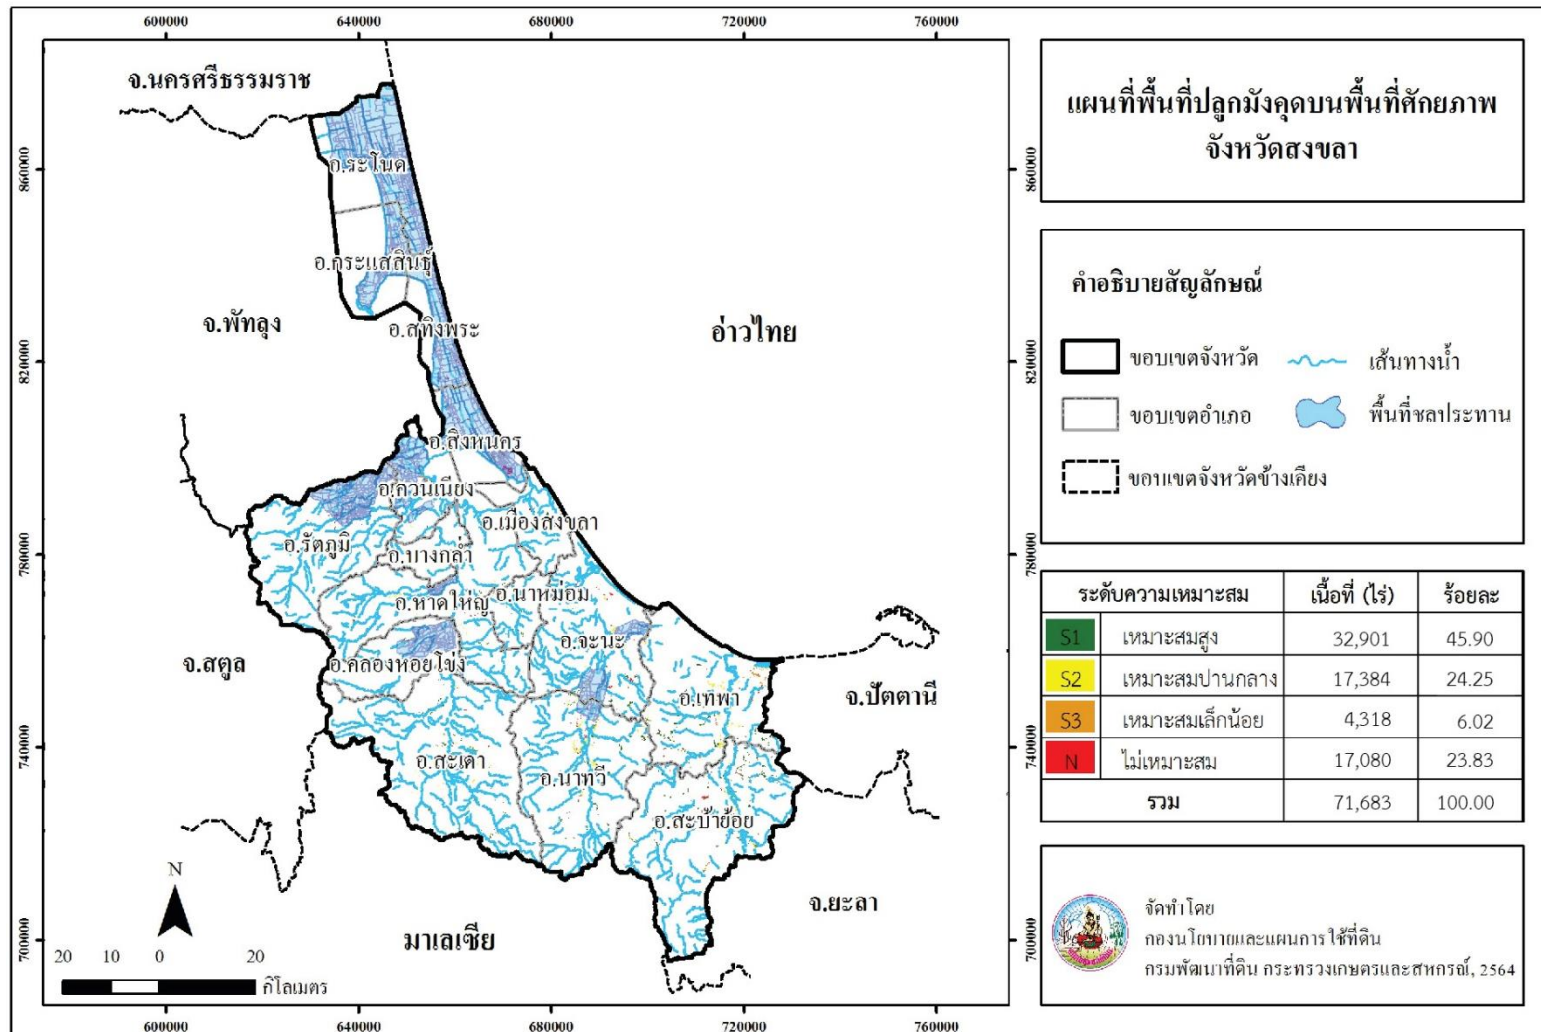 600000 640000 680000 720000 760000
จ.นครศรีธรรมราช
อ.ระโนด
อ.กระแสสินธุ์
อ.สทิงพระ
จ.พัทลุง
อ่าวไทย
อ.สิงหนคร
อ.ควนเนียง
อ.เมืองสงขลา
อ.รัตภูมิ
อ.บางกล่ำ
อ.หาดใหญ่
อ.นาหม่อม
อ.จะนะ
จ.สตูล
อ.คลองหอยโข่ง
อ.เทพา
จ.ปัตตานี
อ.สะเดา
อ.นาทวี
อ.สะบ้าย้อย
จ.ยะลา
มาเลเซีย
N
20 10 0 20
กิโลเมตร
860000 860000
820000 820000
780000 780000
740000 740000
700000 700000
600000 640000 680000 720000 760000
แผนที่พื้นที่ปลูกมังคุดบนพื้นที่ศักยภาพ
จังหวัดสงขลา
คำอธิบายสัญลักษณ์
ขอบเขตจังหวัด เส้นทางน้ำ
ขอบเขตอำเภอ พื้นที่ชลประทาน
ขอบเขตจังหวัดข้างเคียง
ระดับความเหมาะสม เนื้อที่ (ไร่) ร้อยละ
S1 เหมาะสมสูง 32,901 45.90
S2 เหมาะสมปานกลาง 17,384 24.25
S3 เหมาะสมเล็กน้อย 4,318 6.02
N ไม่เหมาะสม 17,080 23.83
รวม 71,683 100.00
จัดทำโดย
กองนโยบายและแผนการใช้ที่ดิน
กรมพัฒนาที่ดิน กระทรวงเกษตรและสหกรณ์, 2564